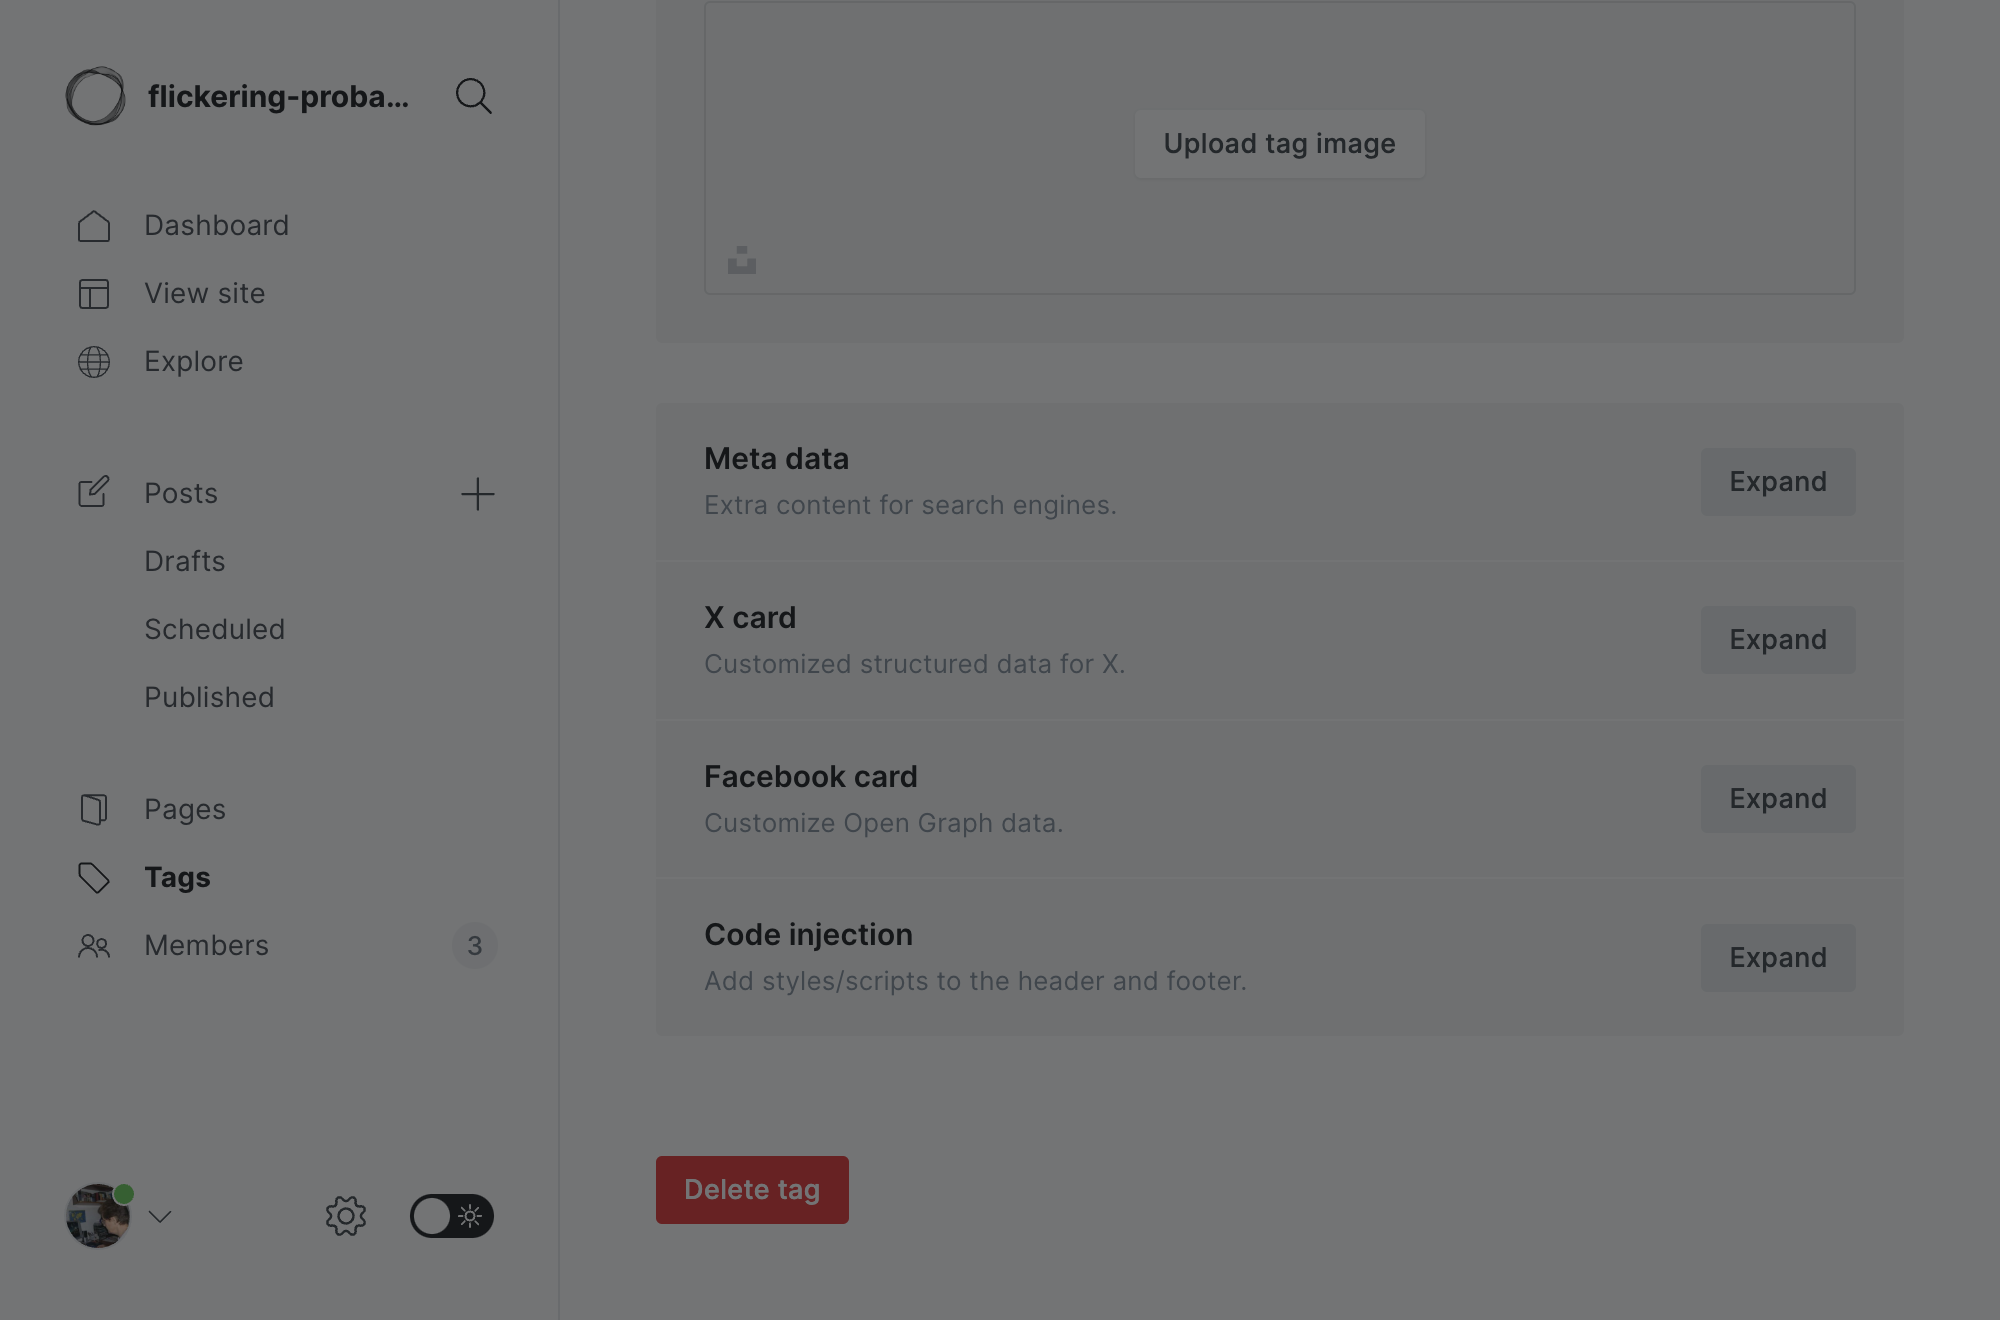 flickering-proba...
Dashboard
View site
Explore
Posts
Drafts
Scheduled
Published
Pages
Tags
Members 3
Upload tag image
Meta data
Extra content for search engines.
Expand
X card
Customized structured data for X.
Expand
Facebook card
Customize Open Graph data.
Expand
Code injection
Add styles/scripts to the header and footer.
Expand
Delete tag